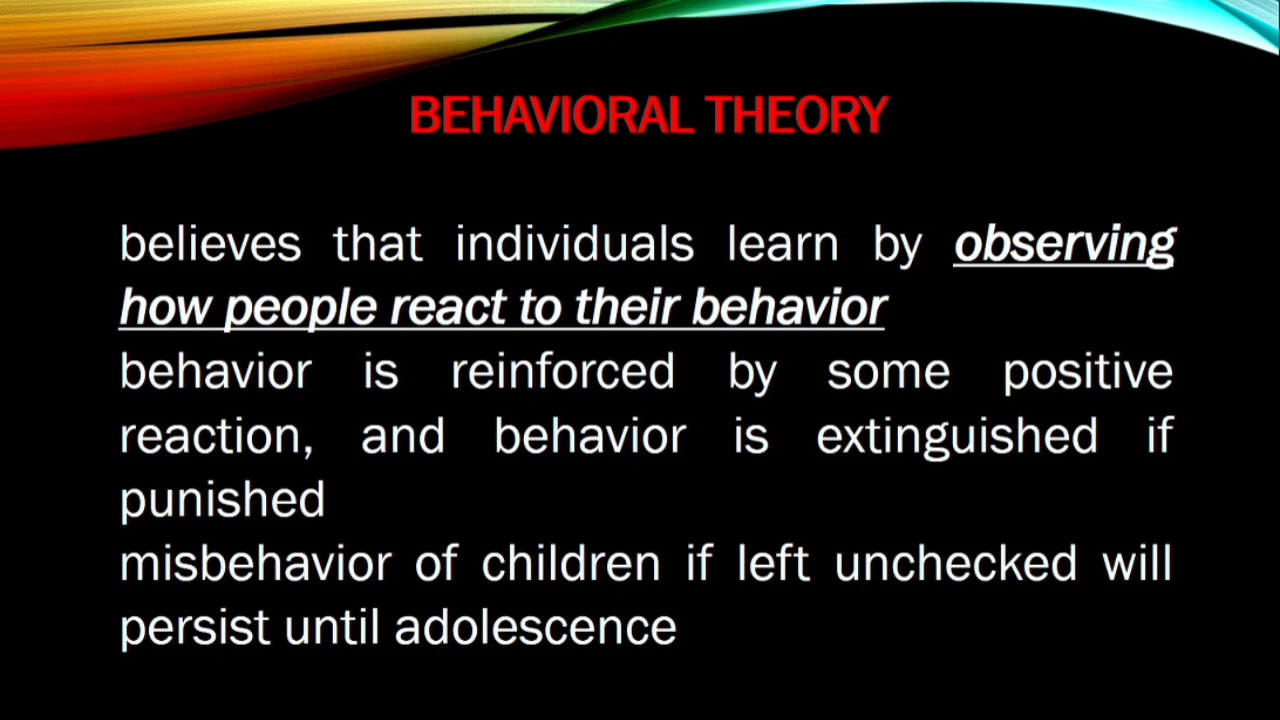 BEHAVIORAL THEORY
believes that individuals learn by observing
how people react to their behavior
behavior is reinforced by some positive
reaction, and behavior is extinguished if
punished
misbehavior of children if left unchecked will
persist until adolescence